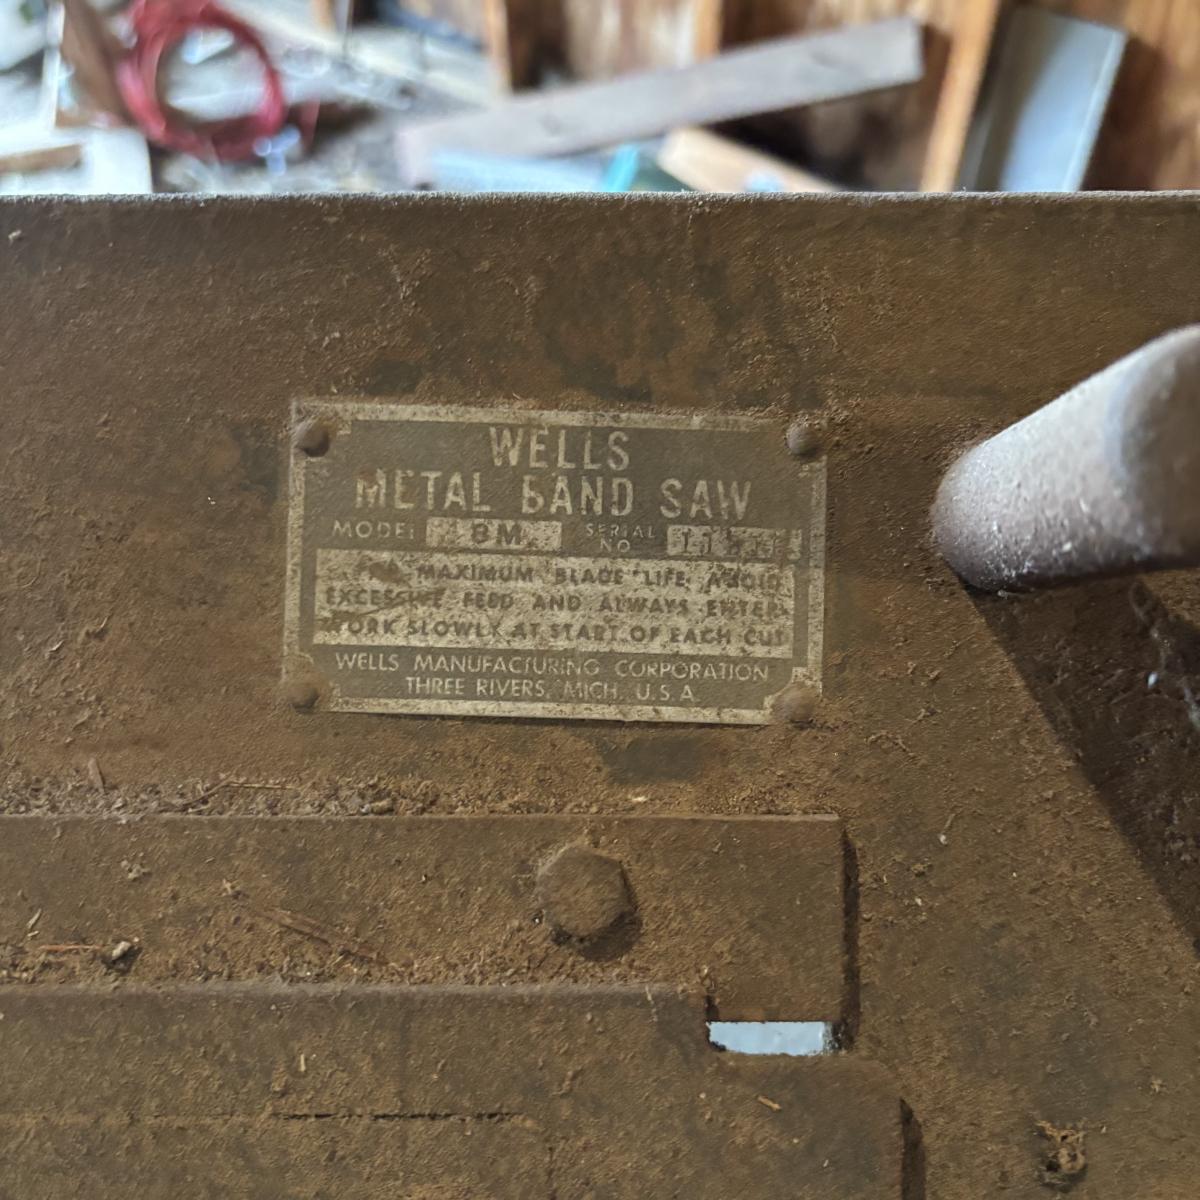 WELLS
METAL BAND SAW
MODEL 8M SERIAL NO
FOR MAXIMUM BLADE LIFE, AVOID
EXCESSIVE FEED AND ALWAYS ENTER
WORK SLOWLY AT START OF EACH CUT
WELLS MANUFACTURING CORPORATION
THREE RIVERS, MICH. U.S.A.